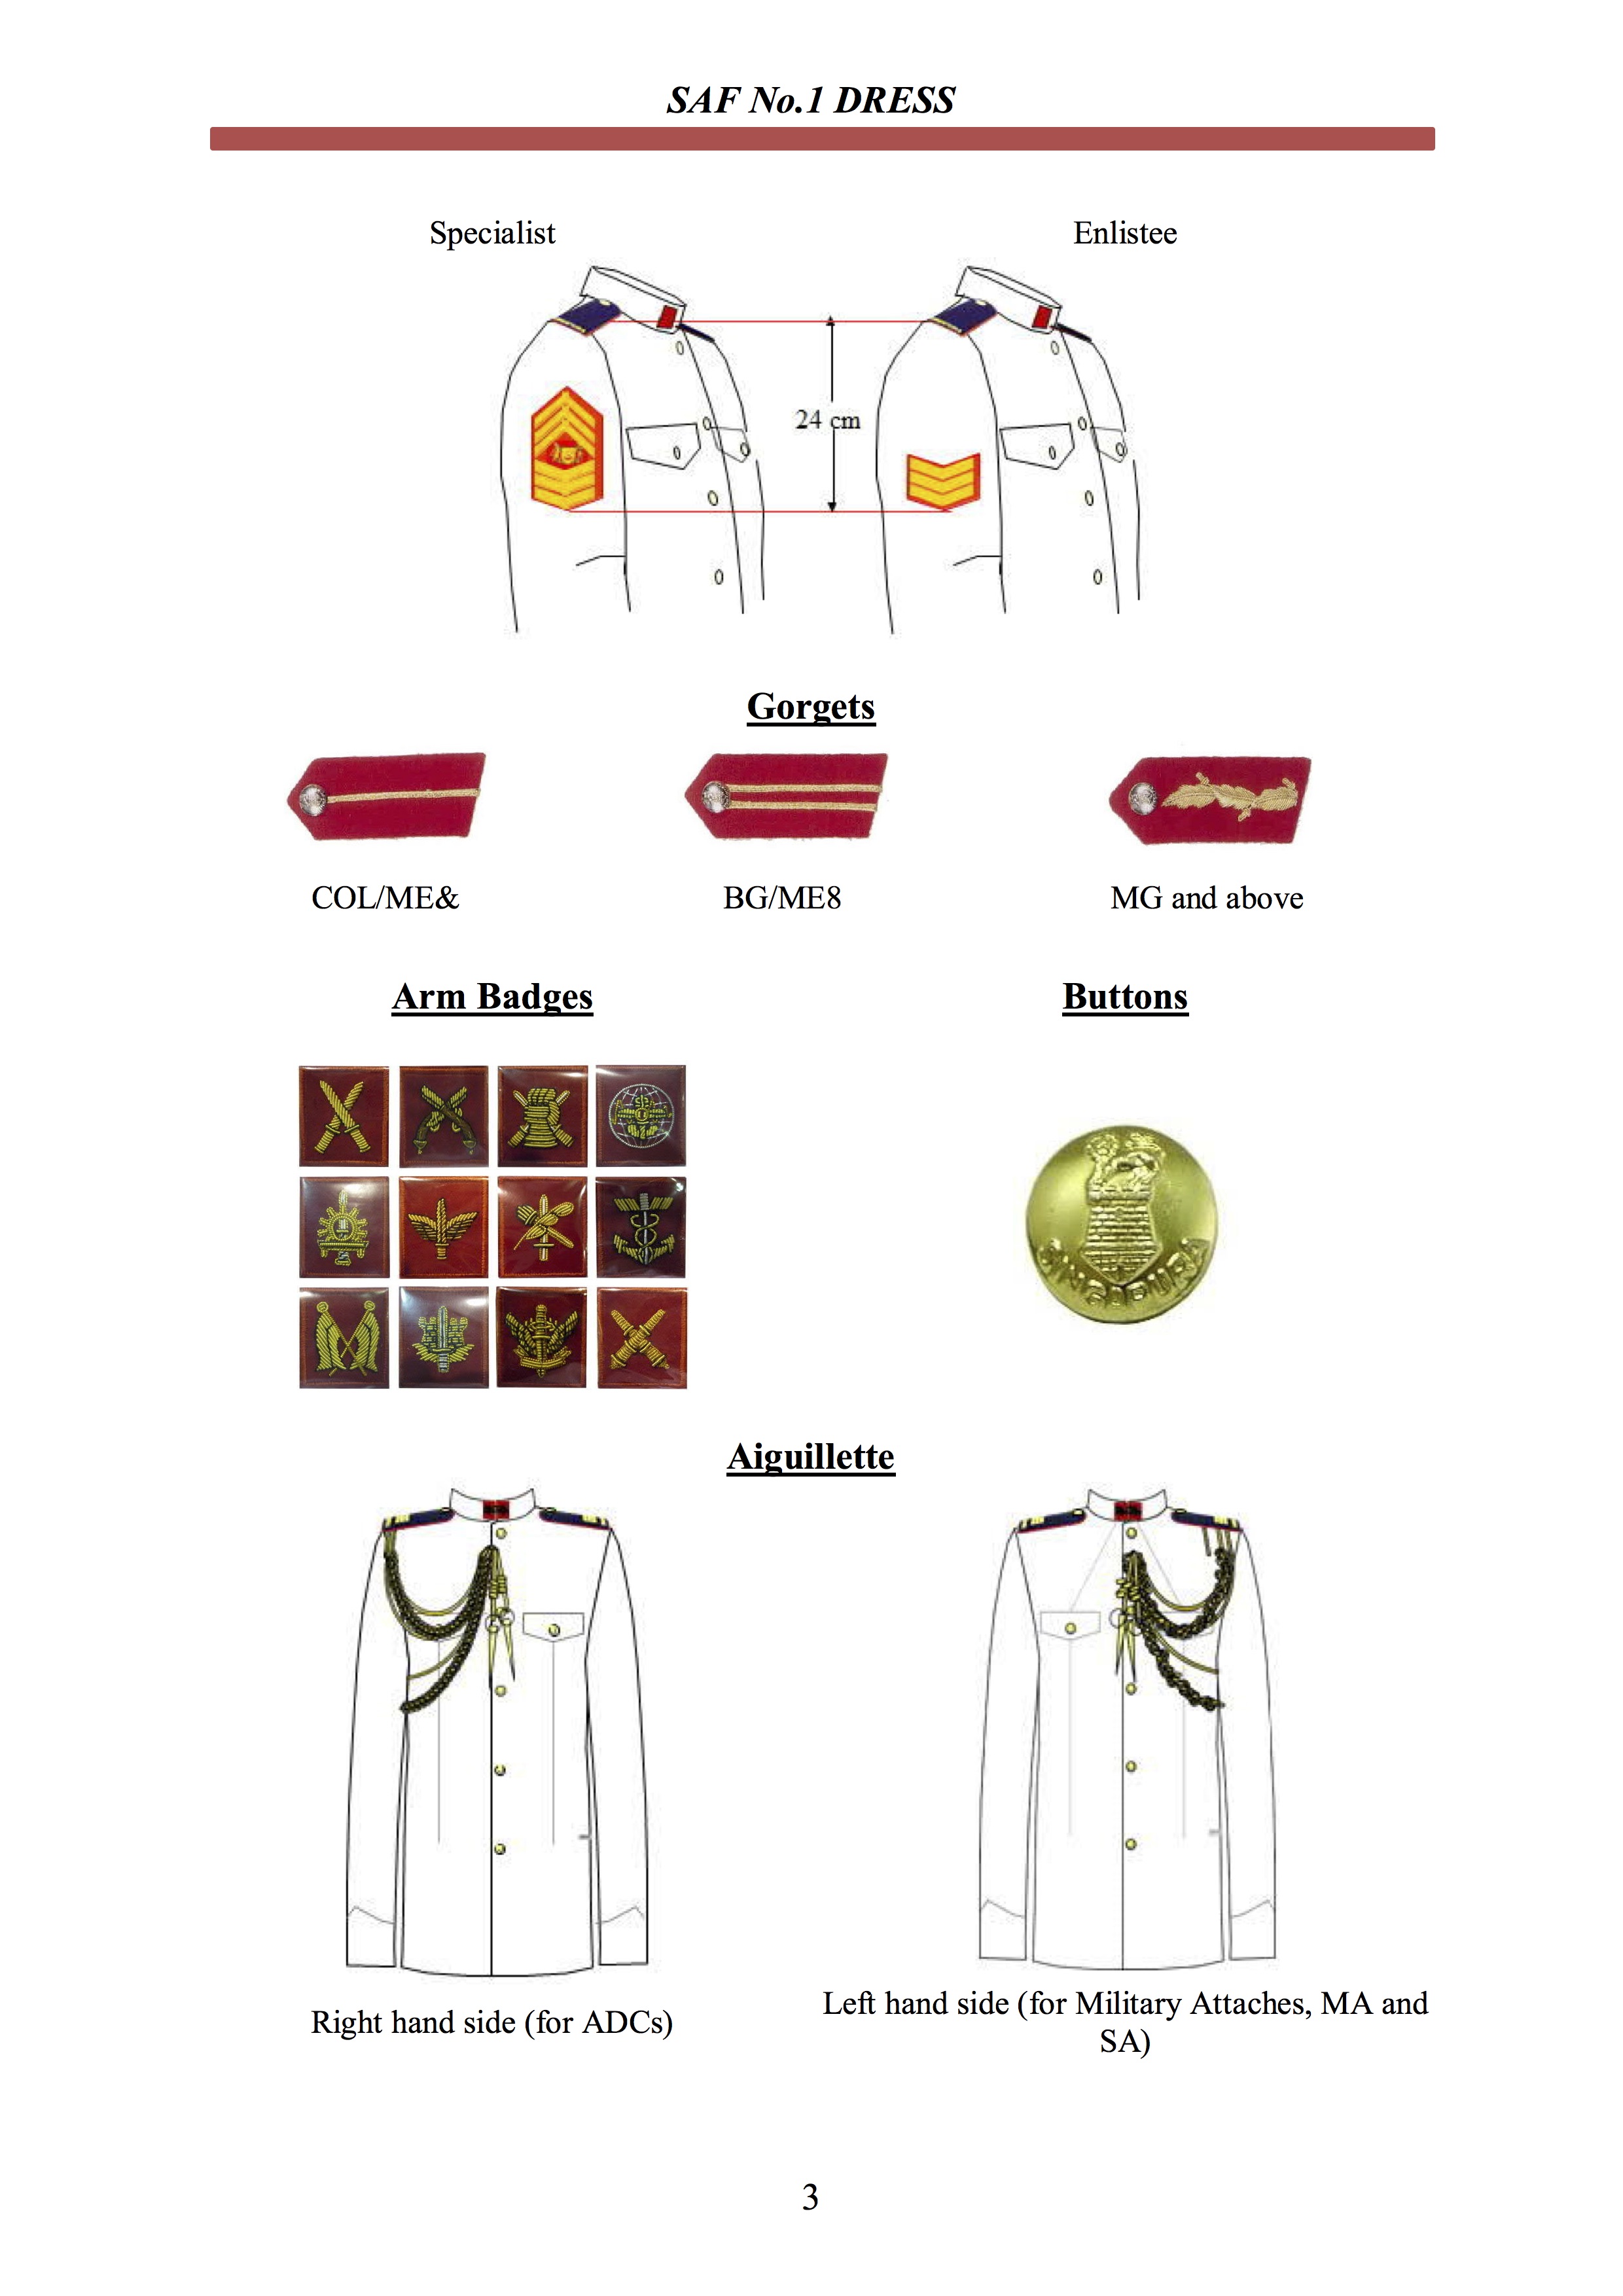 SAF No.1 DRESS
Specialist
Enlistee
24 cm
Gorgets
COL/ME&
BG/ME8
MG and above
Arm Badges
Buttons
SINGAPURA
Aiguillette
Right hand side (for ADCs)
Left hand side (for Military Attaches, MA and
SA)
3